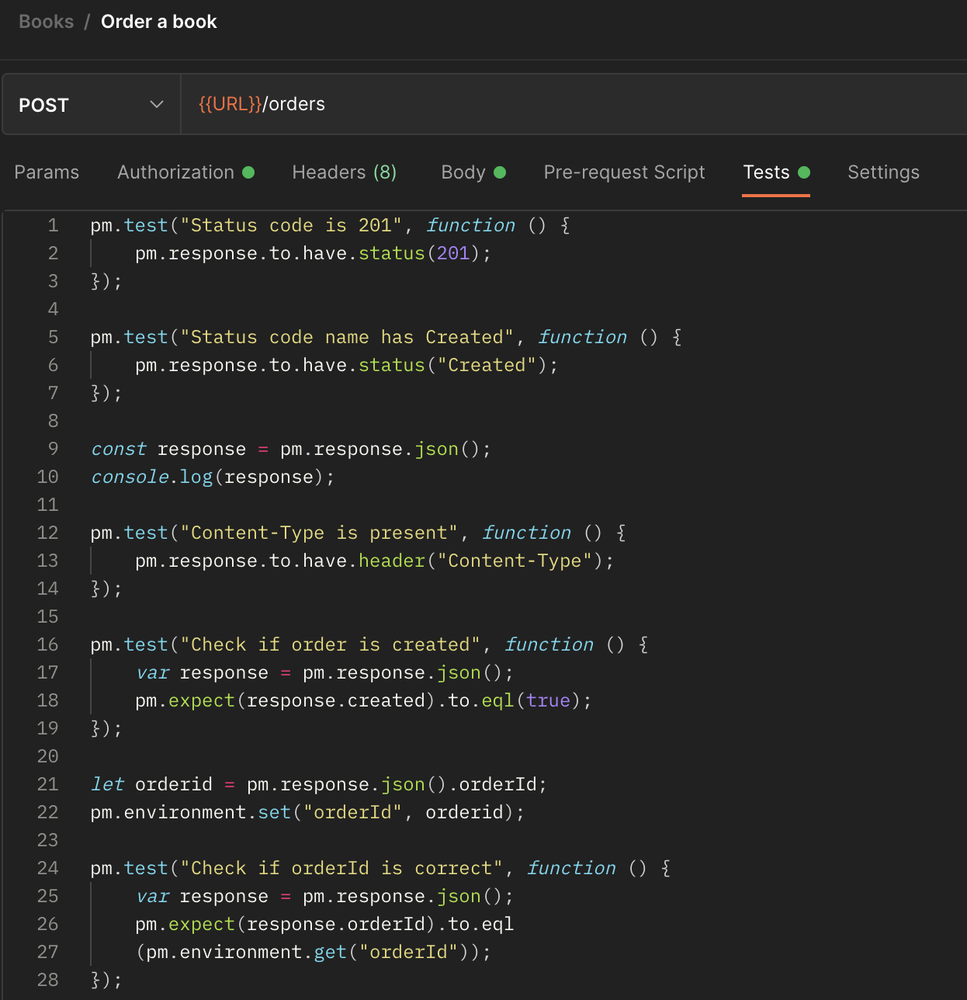 Books / Order a book
POST {{URL}}/orders
Params Authorization Headers (8) Body Pre-request Script Tests Settings
1 pm.test("Status code is 201", function () {
2 pm.response.to.have.status(201);
3 });
4
5 pm.test("Status code name has Created", function () {
6 pm.response.to.have.status("Created");
7 });
8
9 const response = pm.response.json();
10 console.log(response);
11
12 pm.test("Content-Type is present", function () {
13 pm.response.to.have.header("Content-Type");
14 });
15
16 pm.test("Check if order is created", function () {
17 var response = pm.response.json();
18 pm.expect(response.created).to.eql(true);
19 });
20
21 let orderid = pm.response.json().orderId;
22 pm.environment.set("orderId", orderid);
23
24 pm.test("Check if orderId is correct", function () {
25 var response = pm.response.json();
26 pm.expect(response.orderId).to.eql
27 (pm.environment.get("orderId"));
28 });